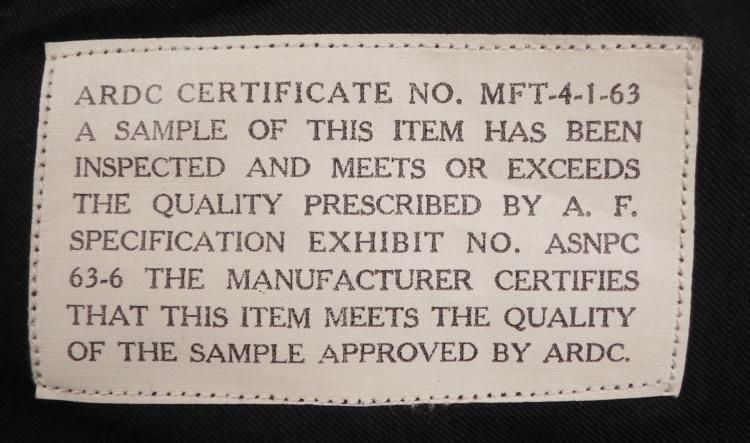 ARDC CERTIFICATE NO. MFT-4-1-63
A SAMPLE OF THIS ITEM HAS BEEN
INSPECTED AND MEETS OR EXCEEDS
THE QUALITY PRESCRIBED BY A. F.
SPECIFICATION EXHIBIT NO. ASNPC
63-6 THE MANUFACTURER CERTIFIES
THAT THIS ITEM MEETS THE QUALITY
OF THE SAMPLE APPROVED BY ARDC.